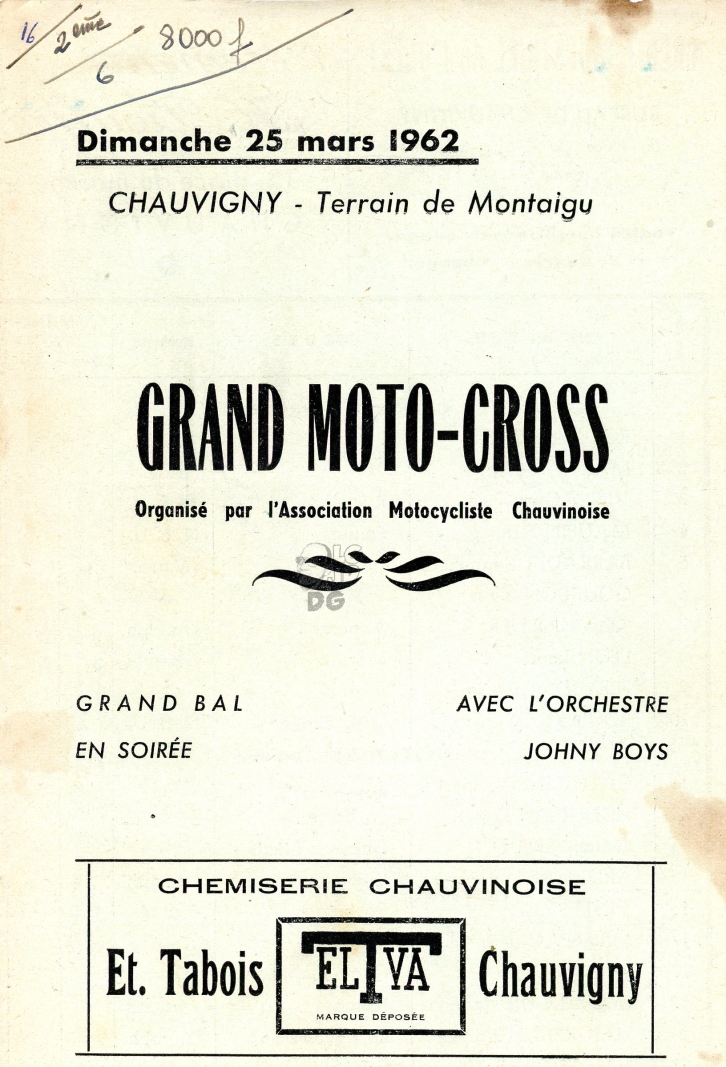 16
2ème
6
8000 f
Dimanche 25 mars 1962
CHAUVIGNY - Terrain de Montaigu
GRAND MOTO-CROSS
Organisé par l'Association Motocycliste Chauvinoise
DG
GRAND BAL AVEC L'ORCHESTRE
EN SOIRÉE JOHNY BOYS
CHEMISERIE CHAUVINOISE
Et. Tabois ELTVA Chauvigny
MARQUE DÉPOSÉE